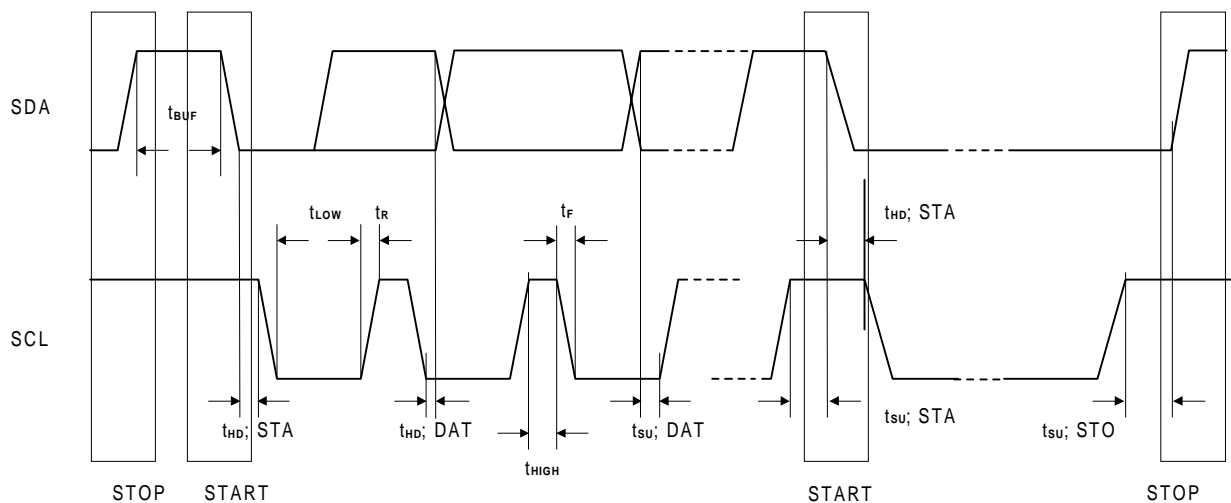 SDA
tBUF
tLOW
tR
tF
tHD; STA
SCL
tHD; STA
tHD; DAT
tSU; DAT
tSU; STA
tSU; STO
tHIGH
STOP
START
START
STOP